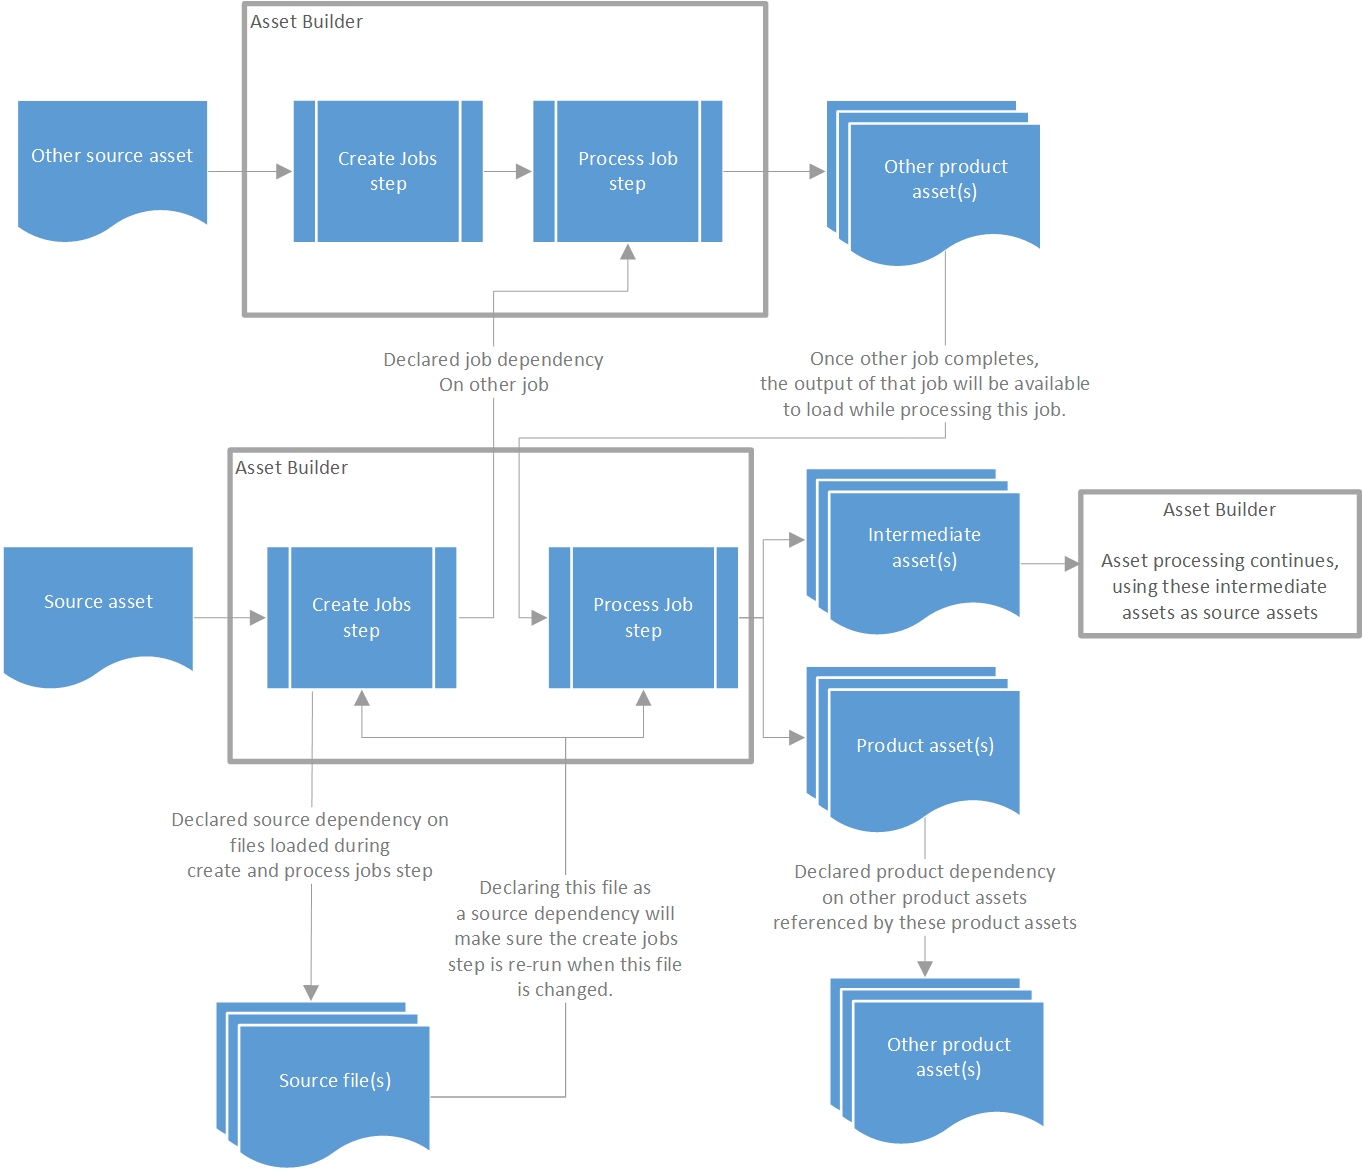 Asset Builder
Other source asset
Create Jobs
step
Process Job
step
Other product
asset(s)
Declared job dependency
On other job
Once other job completes,
the output of that job will be available
to load while processing this job.
Asset Builder
Source asset
Create Jobs
step
Process Job
step
Intermediate
asset(s)
Asset Builder
Asset processing continues,
using these intermediate
assets as source assets
Product asset(s)
Declared source dependency on
files loaded during
create and process jobs step
Declaring this file as
a source dependency will
make sure the create jobs
step is re-run when this file
is changed.
Declared product dependency
on other product assets
referenced by these product assets
Source file(s)
Other product
asset(s)